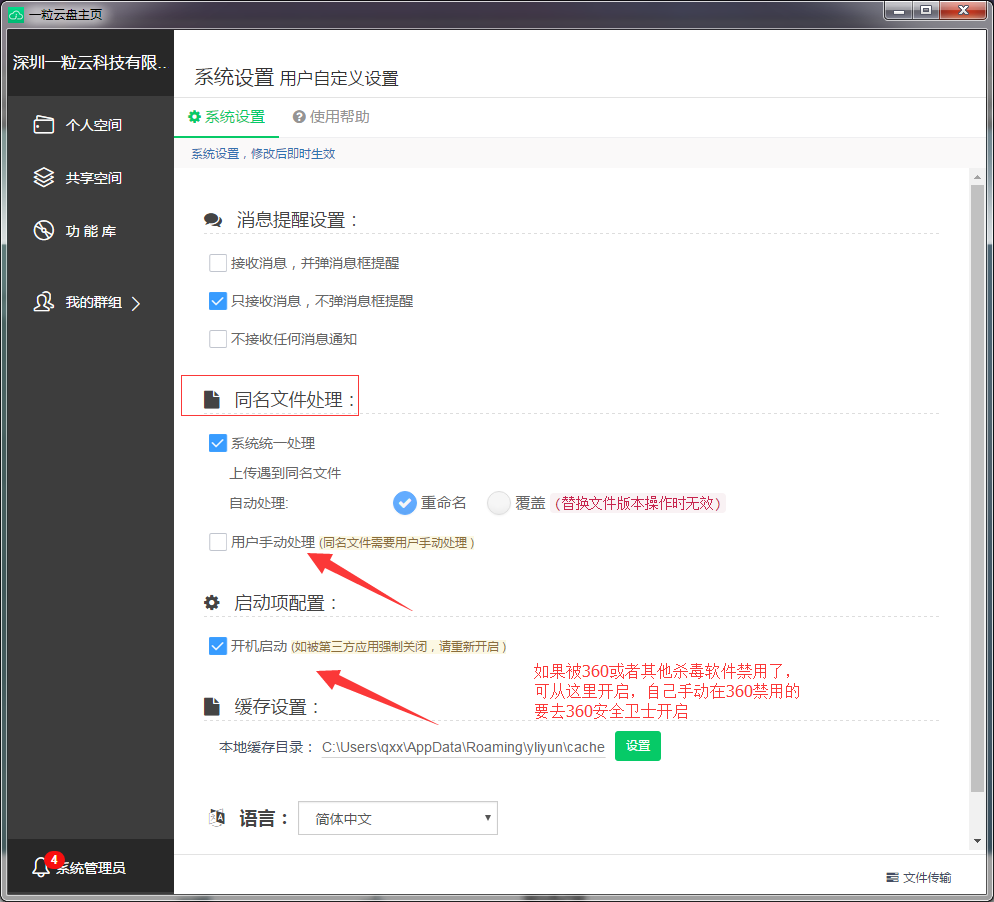 一粒云盘主页
深圳一粒云科技有限..
个人空间
共享空间
功能库
我的群组
4
系统管理员
系统设置 用户自定义设置
系统设置 使用帮助
系统设置，修改后即时生效
消息提醒设置：
接收消息，并弹消息框提醒
只接收消息，不弹消息框提醒
不接收任何消息通知
同名文件处理：
系统统一处理
上传遇到同名文件
自动处理: 重命名 覆盖 (替换文件版本操作时无效)
用户手动处理 (同名文件需要用户手动处理)
启动项配置：
开机启动 (如被第三方应用强制关闭，请重新开启)
如果被360或者其他杀毒软件禁用了，
可从这里开启，自己手动在360禁用的
要去360安全卫士开启
缓存设置：
本地缓存目录： C:\Users\qxx\AppData\Roaming\yliyun\cache 设置
语言： 简体中文
文件传输